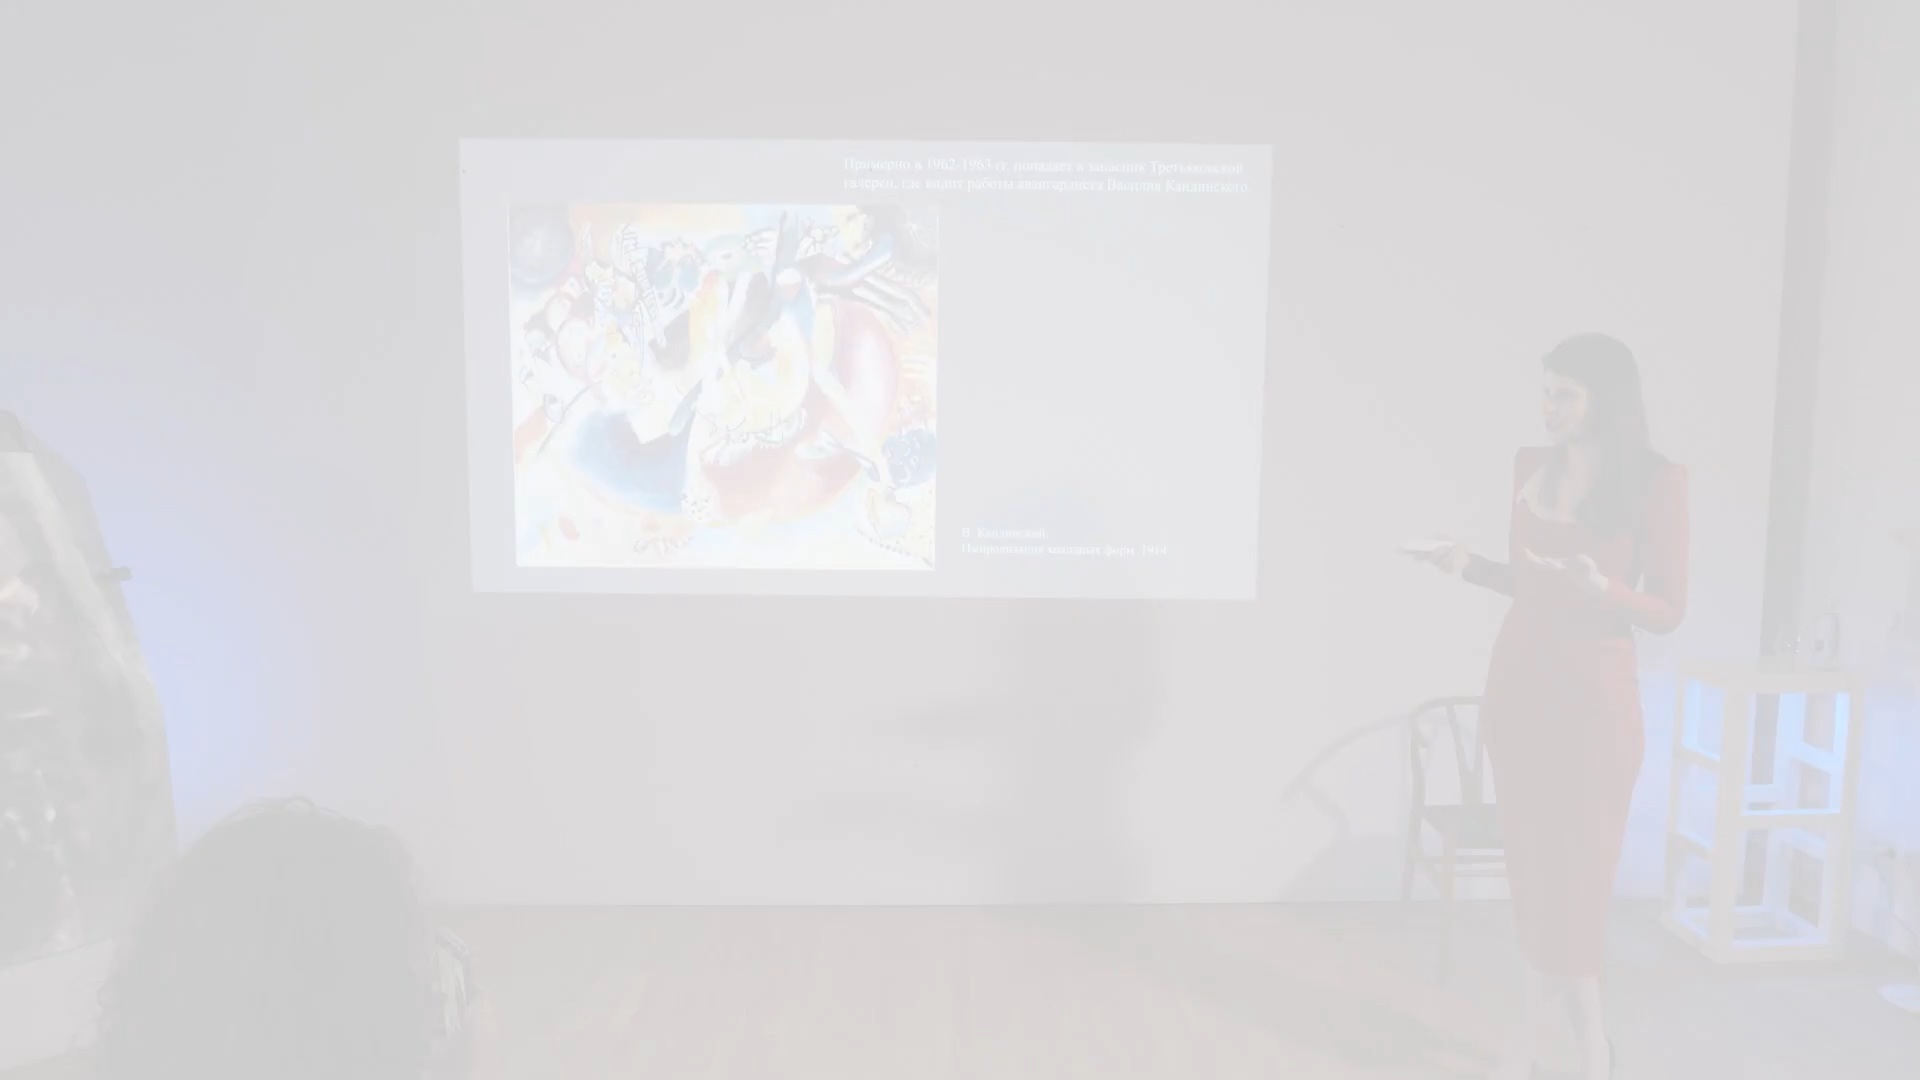 Примерно в 1962-1963 гг. попадает в запасник Третьяковской
галереи, где видит работы авангардиста Василия Кандинского.
В. Кандинский.
Импровизация холодных форм. 1914